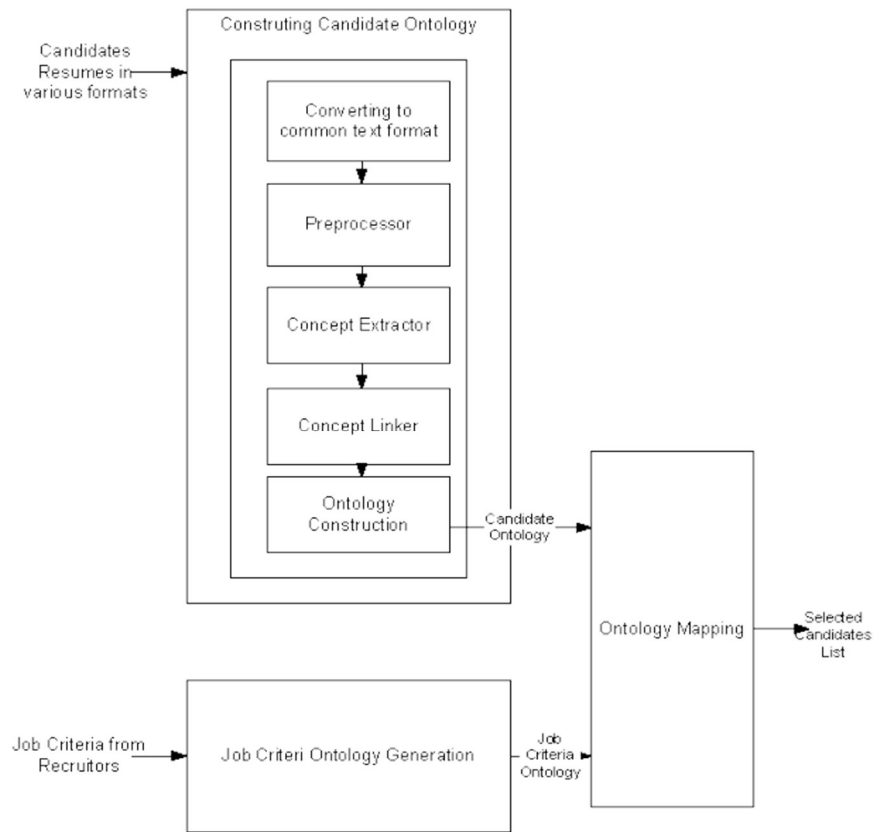 Construting Candidate Ontology
Candidates
Resumes in
various formats
Converting to
common text format
Preprocessor
Concept Extractor
Concept Linker
Ontology
Construction
Candidate
Ontology
Ontology Mapping
Selected
Candidates
List
Job Criteria from
Recruitors
Job Criteri Ontology Generation
Job
Criteria
Ontology